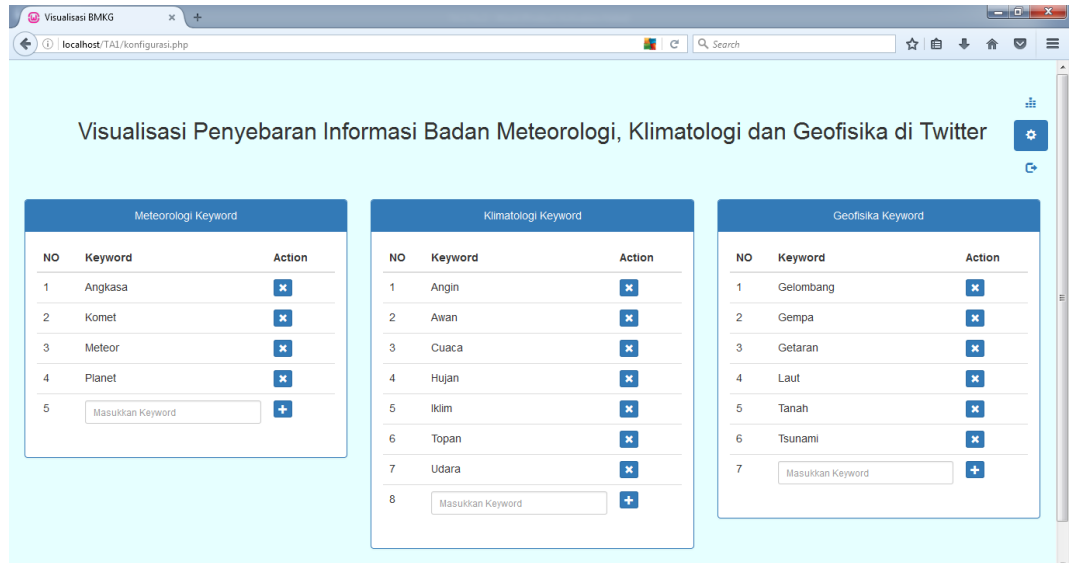 Visualisasi BMKG
localhost/TA1/konfigurasi.php
Search
Visualisasi Penyebaran Informasi Badan Meteorologi, Klimatologi dan Geofisika di Twitter
Meteorologi Keyword
NO Keyword Action
1 Angkasa
2 Komet
3 Meteor
4 Planet
5 Masukkan Keyword
Klimatologi Keyword
NO Keyword Action
1 Angin
2 Awan
3 Cuaca
4 Hujan
5 Iklim
6 Topan
7 Udara
8 Masukkan Keyword
Geofisika Keyword
NO Keyword Action
1 Gelombang
2 Gempa
3 Getaran
4 Laut
5 Tanah
6 Tsunami
7 Masukkan Keyword